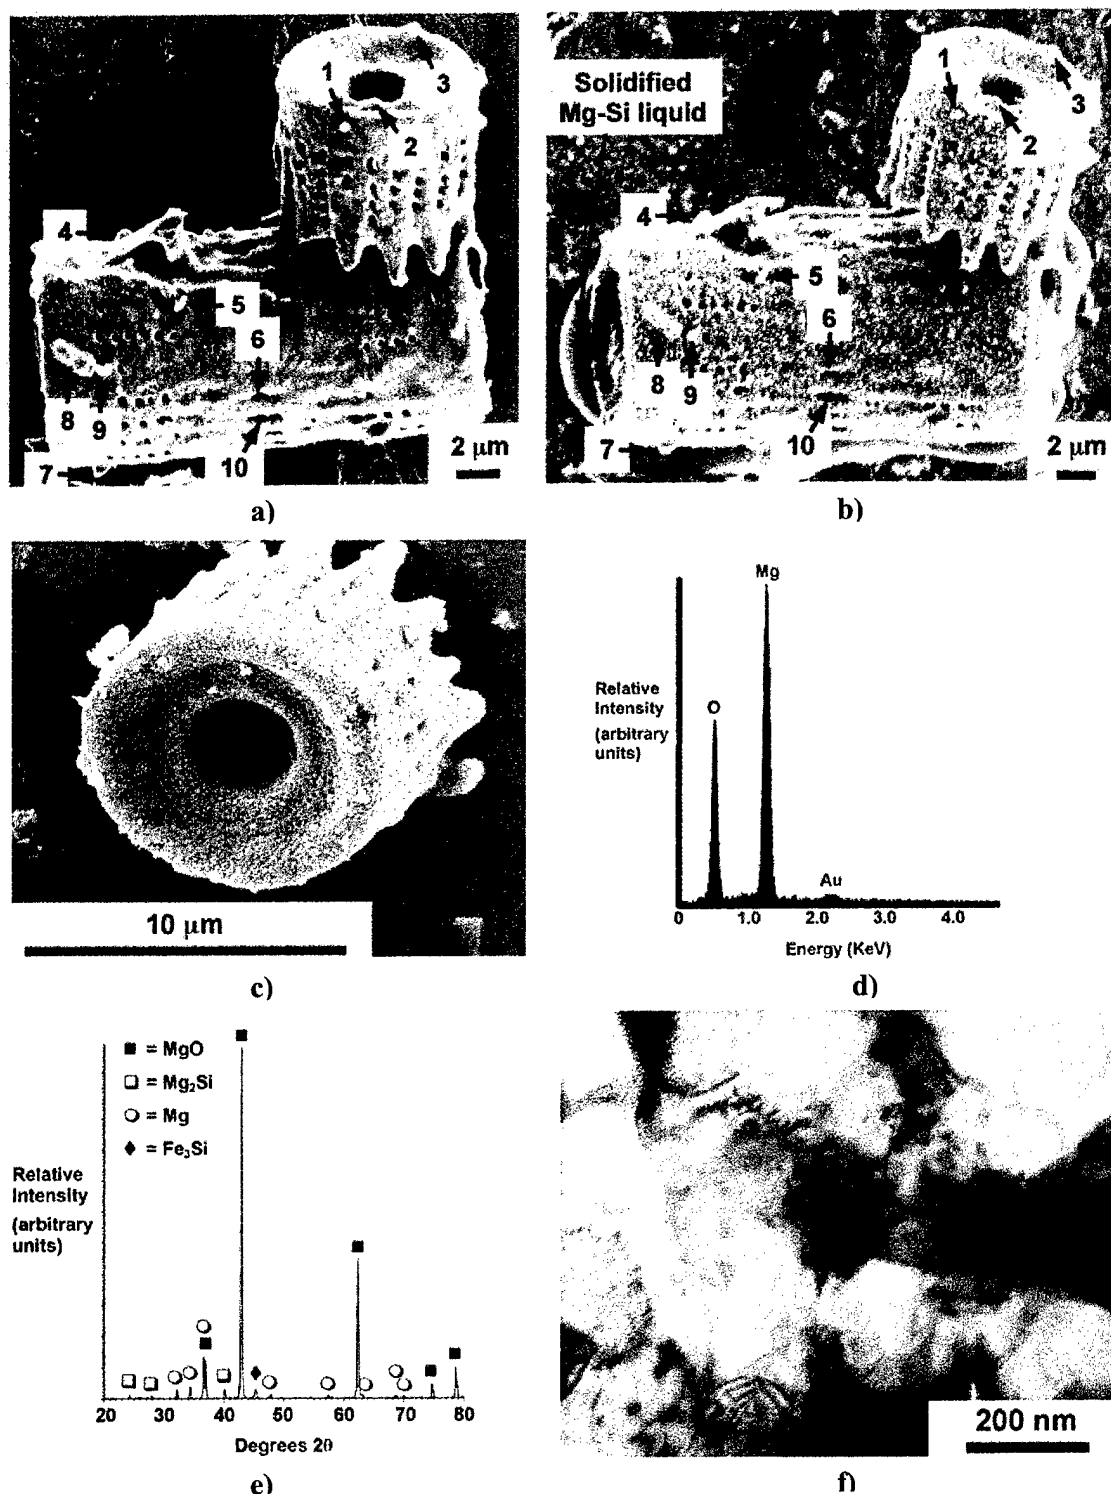 1
3
2
4
5
6
8
9
7
10
2 μm
a)
Solidified
Mg-Si liquid
1
3
2
4
5
6
8
9
7
10
2 μm
b)
10 μm
c)
Mg
O
Au
Relative
Intensity
(arbitrary
units)
0 1.0 2.0 3.0 4.0
Energy (KeV)
d)
■ = MgO
□ = Mg₂Si
○ = Mg
♦ = Fe₃Si
Relative
Intensity
(arbitrary
units)
20 30 40 50 60 70 80
Degrees 2θ
e)
200 nm
f)